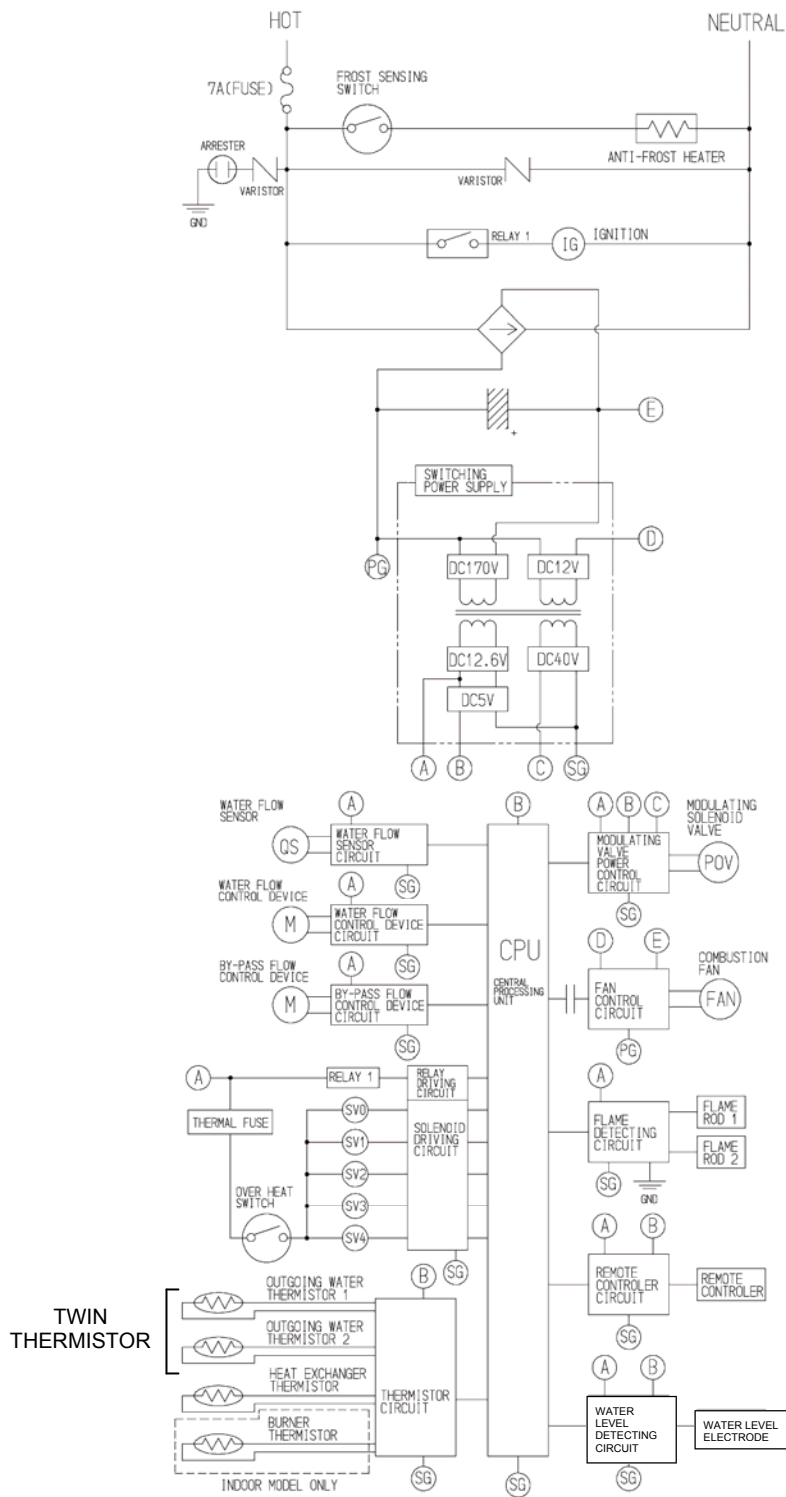 HOT
NEUTRAL
7A(FUSE)
FROST SENSING
SWITCH
ANTI-FROST HEATER
ARRESTER
VARISTOR
VARISTOR
GND
RELAY 1
IG
IGNITION
E
+
SWITCHING
POWER SUPPLY
D
PG
DC170V
DC12V
DC12.6V
DC40V
DC5V
A
B
C
SG
WATER FLOW
SENSOR
QS
A
WATER FLOW
SENSOR
CIRCUIT
SG
WATER FLOW
CONTROL DEVICE
M
A
WATER FLOW
CONTROL DEVICE
CIRCUIT
SG
BY-PASS FLOW
CONTROL DEVICE
M
A
BY-PASS FLOW
CONTROL DEVICE
CIRCUIT
SG
A
RELAY 1
RELAY
DRIVING
CIRCUIT
THERMAL FUSE
OVER HEAT
SWITCH
SV0
SV1
SV2
SV3
SV4
SOLENOID
DRIVING
CIRCUIT
SG
TWIN
THERMISTOR
OUTGOING WATER
THERMISTOR 1
OUTGOING WATER
THERMISTOR 2
HEAT EXCHANGER
THERMISTOR
BURNER
THERMISTOR
INDOOR MODEL ONLY
B
THERMISTOR
CIRCUIT
SG
B
CPU
CENTRAL
PROCESSING
UNIT
SG
A
B
C
MODULATING
VALVE
POWER
CONTROL
CIRCUIT
SG
MODULATING
SOLENOID
VALVE
POV
D
E
FAN
CONTROL
CIRCUIT
PG
COMBUSTION
FAN
FAN
A
FLAME
DETECTING
CIRCUIT
SG
GND
FLAME
ROD 1
FLAME
ROD 2
A
B
REMOTE
CONTROLER
CIRCUIT
SG
REMOTE
CONTROLER
A
B
WATER
LEVEL
DETECTING
CIRCUIT
SG
WATER LEVEL
ELECTRODE